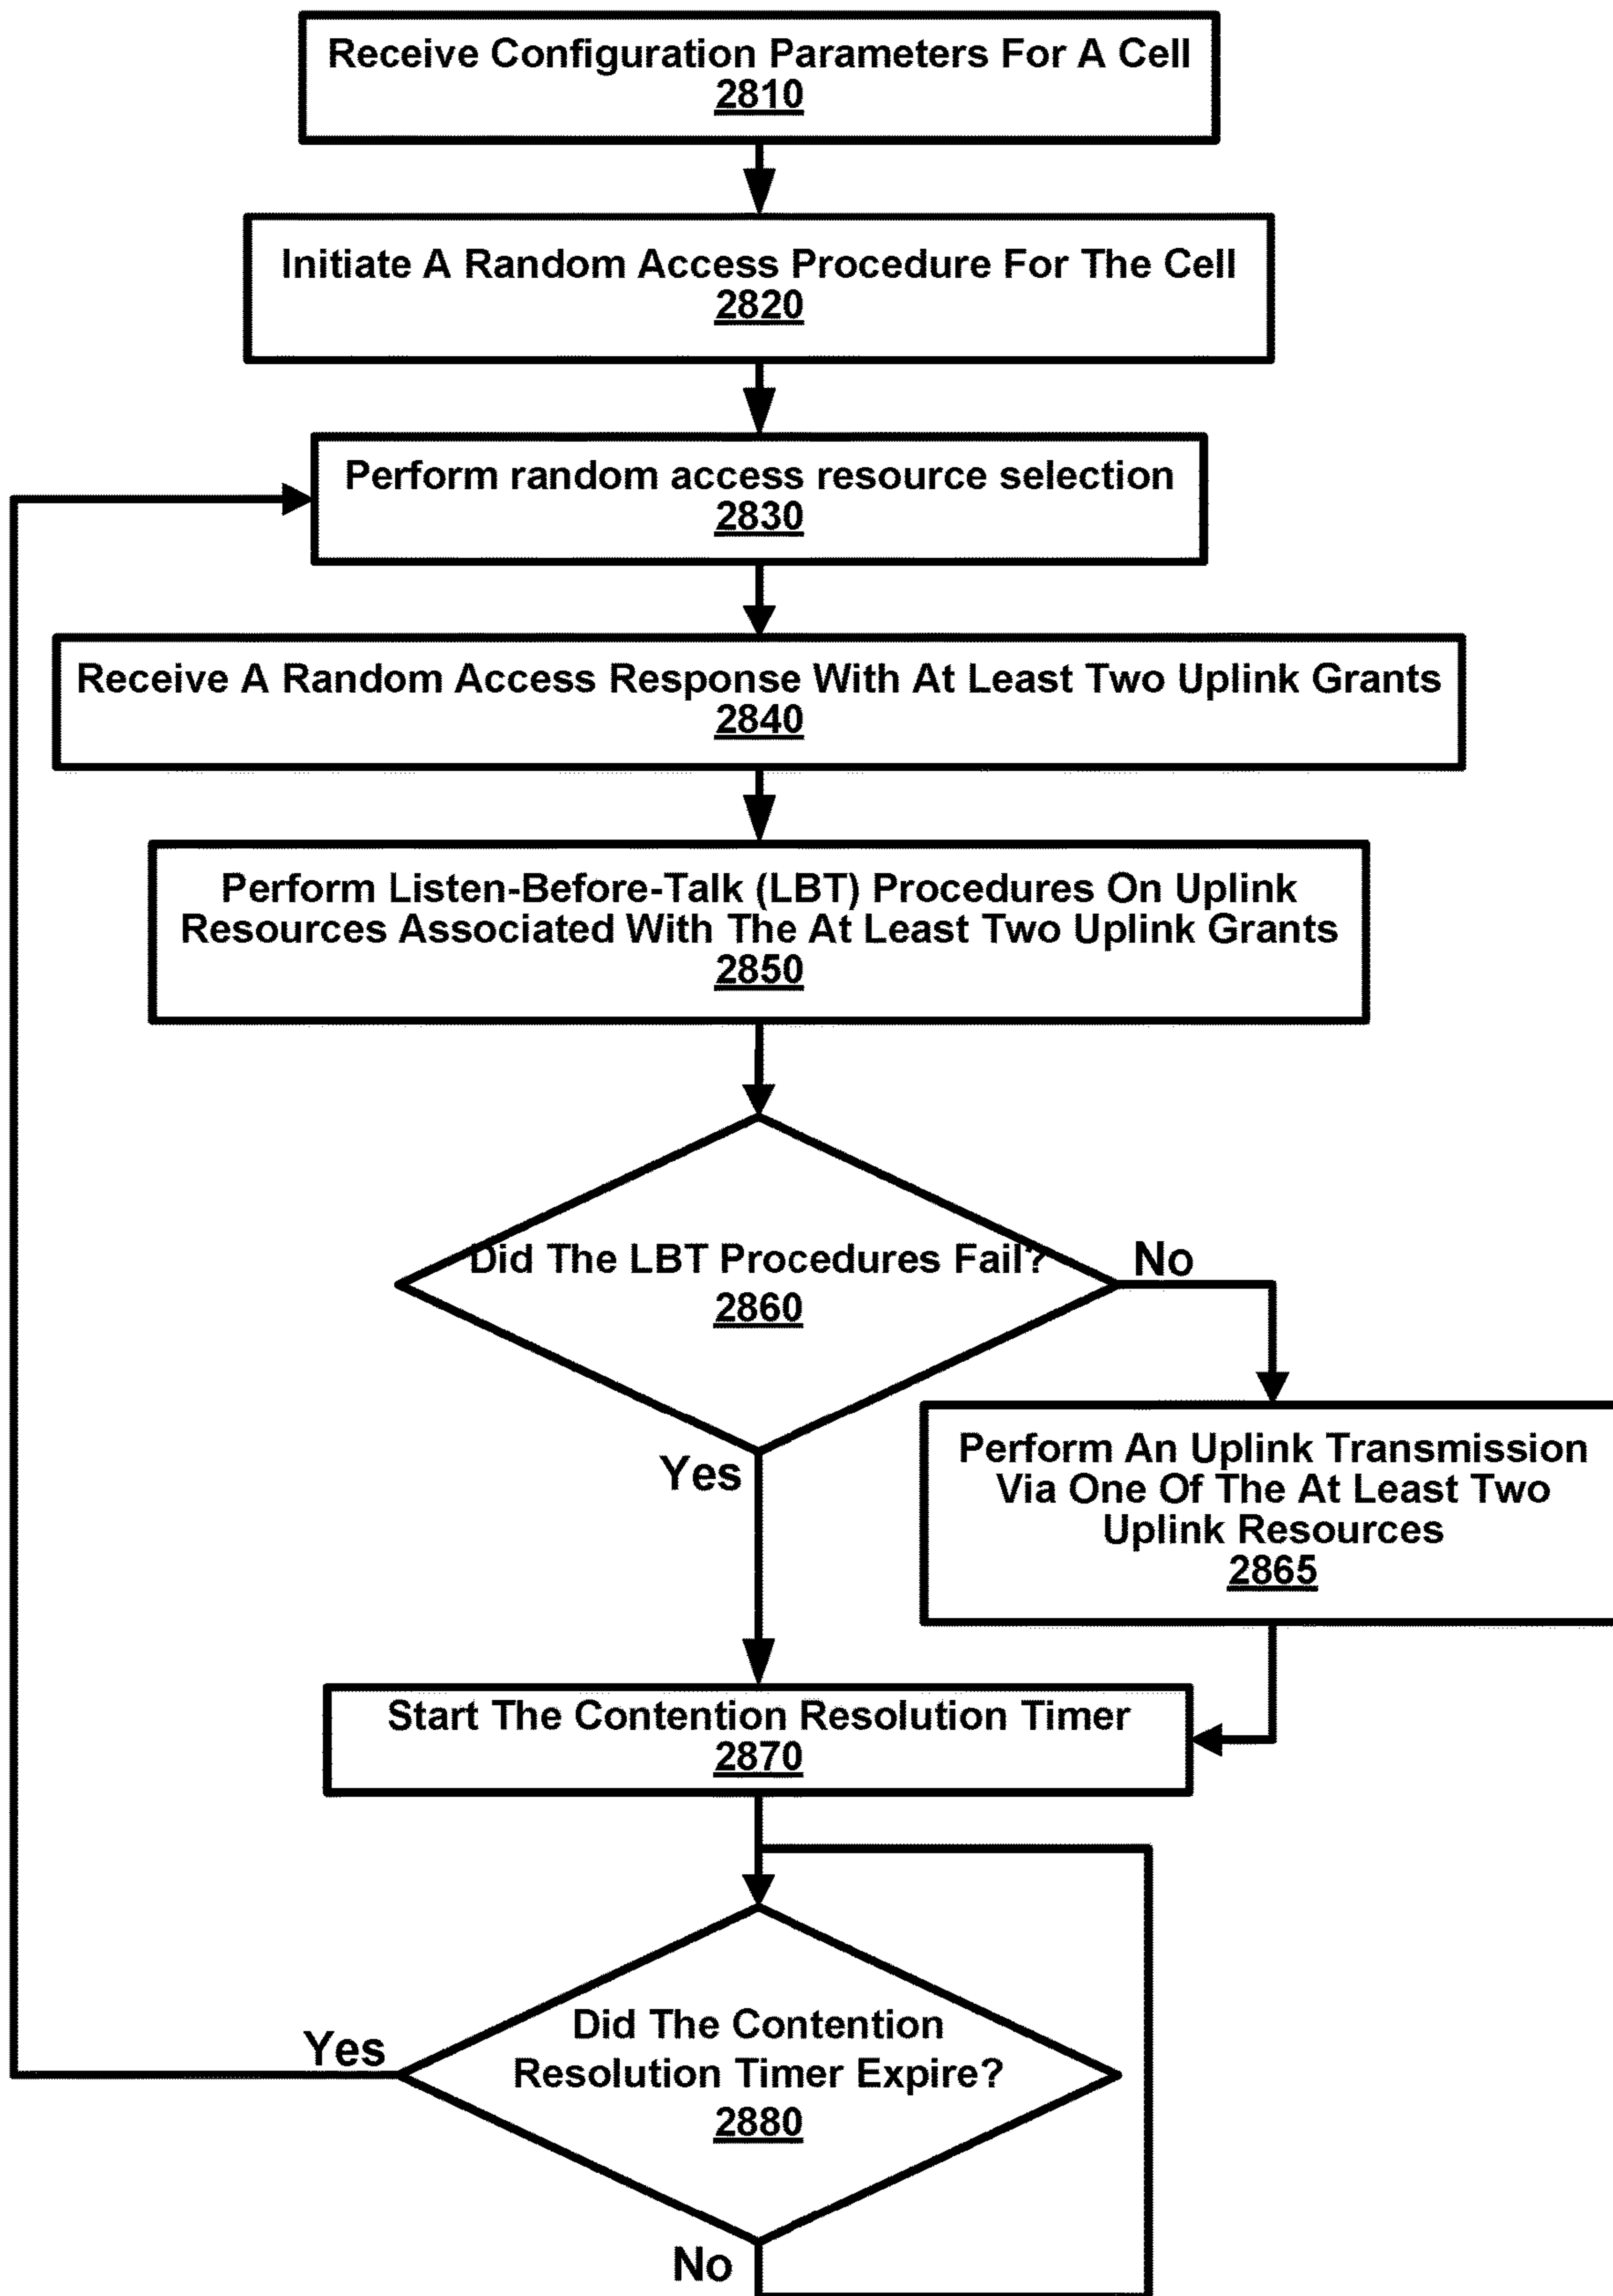 Receive Configuration Parameters For A Cell
2810
Initiate A Random Access Procedure For The Cell
2820
Perform random access resource selection
2830
Receive A Random Access Response With At Least Two Uplink Grants
2840
Perform Listen-Before-Talk (LBT) Procedures On Uplink
Resources Associated With The At Least Two Uplink Grants
2850
Did The LBT Procedures Fail?
2860
No
Yes
Perform An Uplink Transmission
Via One Of The At Least Two
Uplink Resources
2865
Start The Contention Resolution Timer
2870
Did The Contention
Resolution Timer Expire?
2880
Yes
No